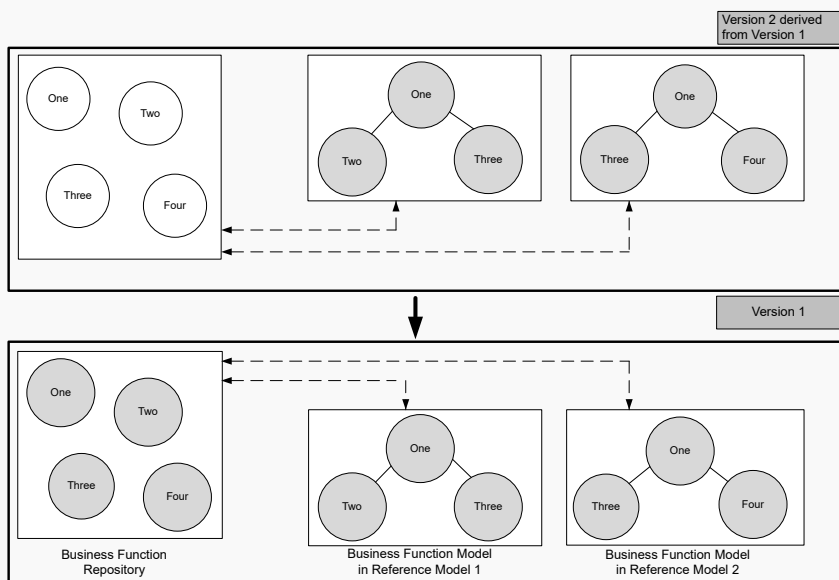 Version 2 derived
from Version 1
One
Two
Three
Four
One
Two
Three
One
Three
Four
Version 1
One
Two
Three
Four
One
Two
Three
One
Three
Four
Business Function
Repository
Business Function Model
in Reference Model 1
Business Function Model
in Reference Model 2